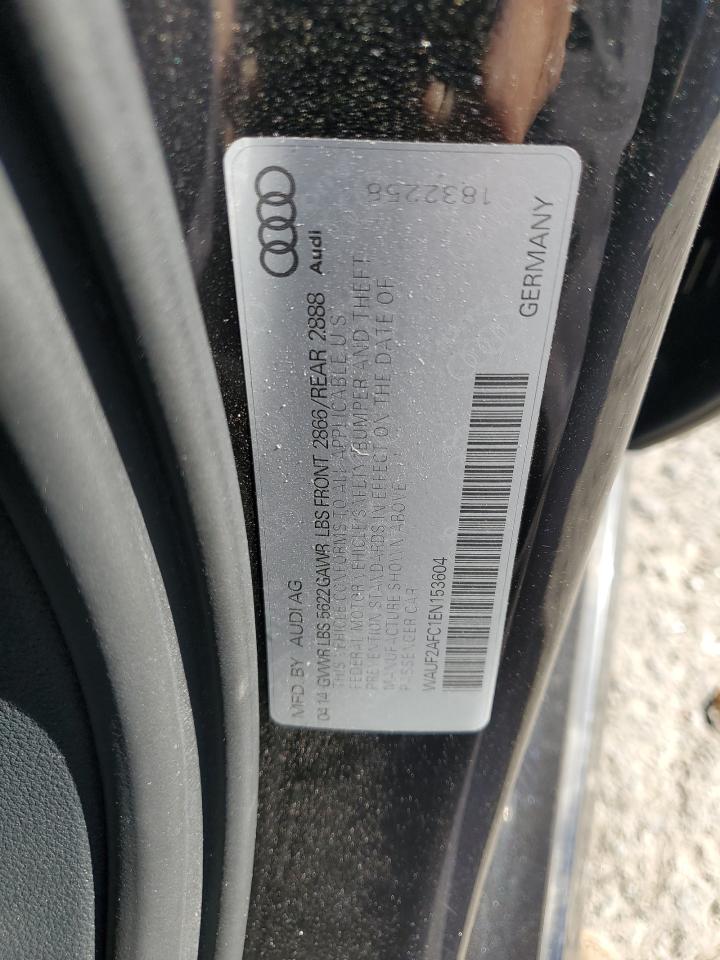 Audi
1832258
MFD. BY AUDI AG
04 14 GVWR LBS 5622 GAWR LBS FRONT 2866/REAR 2888
THIS VEHICLE CONFORMS TO ALL APPLICABLE U.S.
FEDERAL MOTOR VEHICLE SAFETY, BUMPER AND THEFT
PREVENTION STANDARDS IN EFFECT ON THE DATE OF
MANUFACTURE SHOWN ABOVE
PASSENGER CAR
WAUF2AFC1EN153604
GERMANY